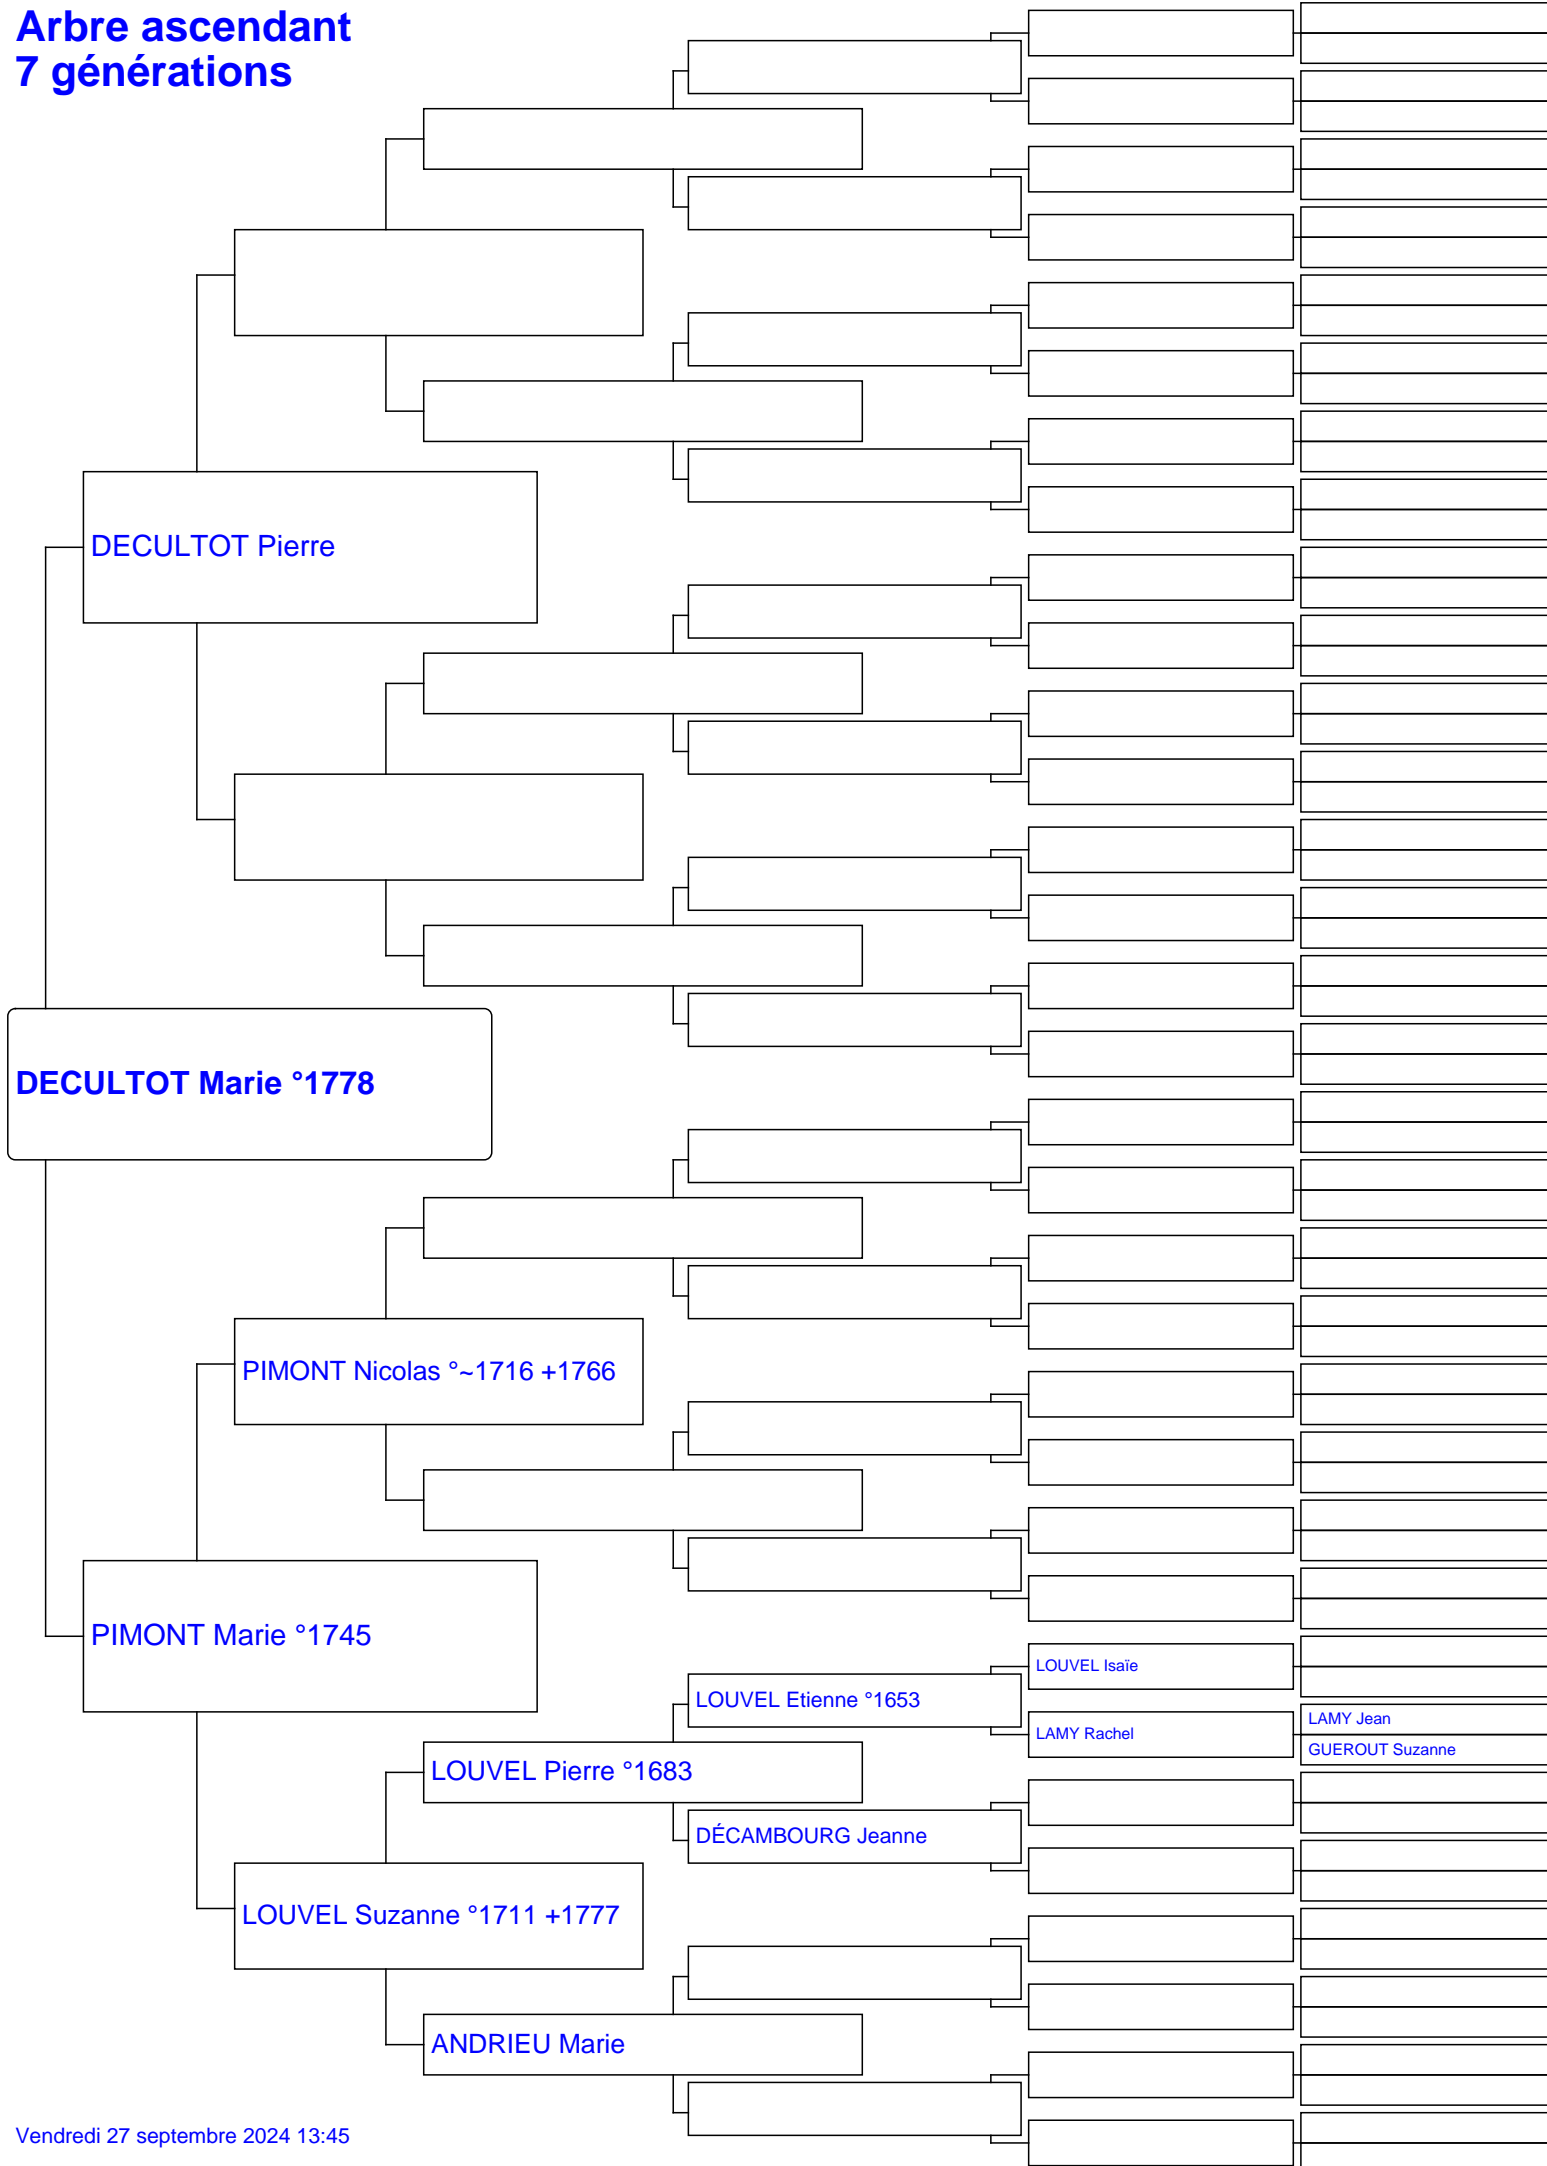 Arbre ascendant
7 générations
DECULTOT Pierre
DECULTOT Marie °1778
PIMONT Nicolas °~1716 +1766
PIMONT Marie °1745
LOUVEL Isaïe
LOUVEL Etienne °1653
LAMY Jean
LAMY Rachel
GUEROUT Suzanne
LOUVEL Pierre °1683
DÉCAMBOURG Jeanne
LOUVEL Suzanne °1711 +1777
ANDRIEU Marie
Vendredi 27 septembre 2024 13:45